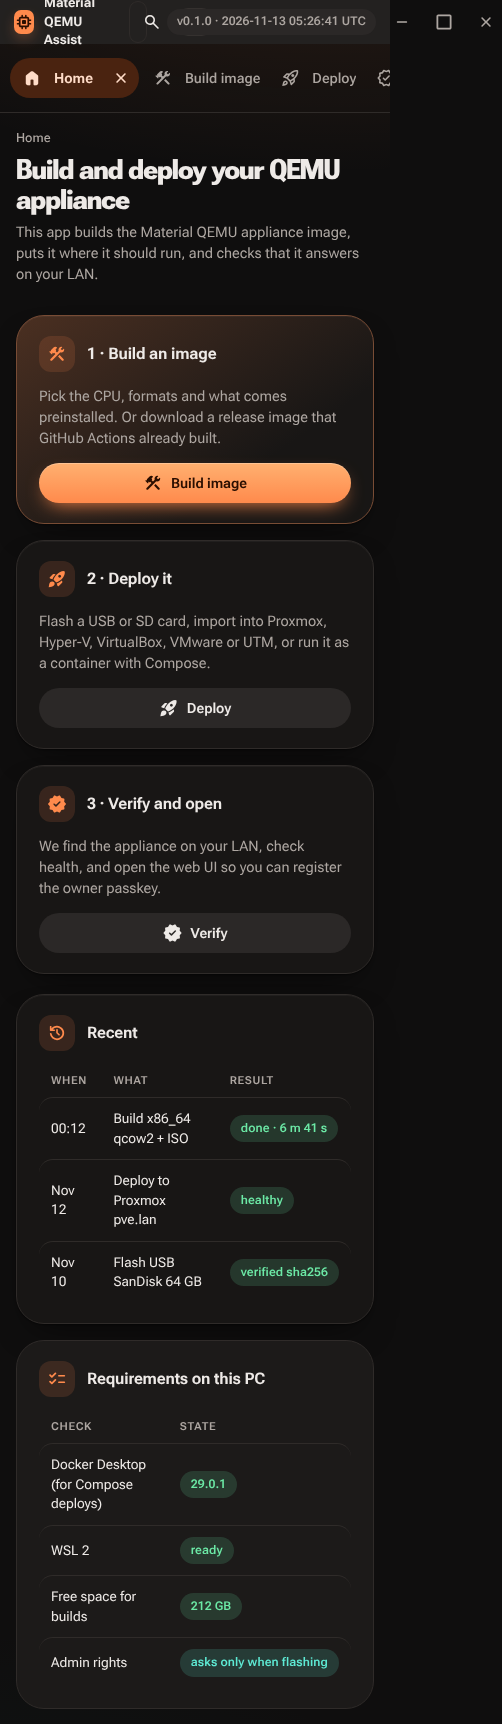 Material
QEMU
Assist
v0.1.0 · 2026-11-13 05:26:41 UTC
Home
Build image
Deploy
Home
Build and deploy your QEMU
appliance
This app builds the Material QEMU appliance image,
puts it where it should run, and checks that it answers
on your LAN.
1 · Build an image
Pick the CPU, formats and what comes
preinstalled. Or download a release image that
GitHub Actions already built.
Build image
2 · Deploy it
Flash a USB or SD card, import into Proxmox,
Hyper-V, VirtualBox, VMware or UTM, or run it as
a container with Compose.
Deploy
3 · Verify and open
We find the appliance on your LAN, check
health, and open the web UI so you can register
the owner passkey.
Verify
Recent
WHEN WHAT RESULT
00:12 Build x86_64 qcow2 + ISO done · 6 m 41 s
Nov 12 Deploy to Proxmox pve.lan healthy
Nov 10 Flash USB SanDisk 64 GB verified sha256
Requirements on this PC
CHECK STATE
Docker Desktop (for Compose deploys) 29.0.1
WSL 2 ready
Free space for builds 212 GB
Admin rights asks only when flashing